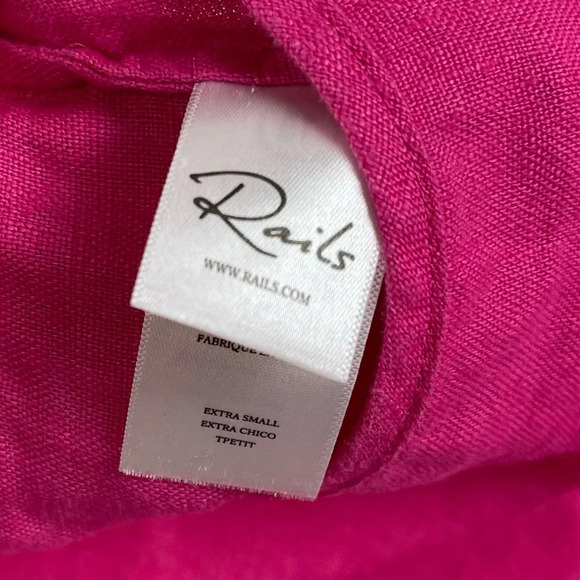 Rails
WWW.RAILS.COM
FABRIQUE
EXTRA SMALL
EXTRA CHICO
TPETIT